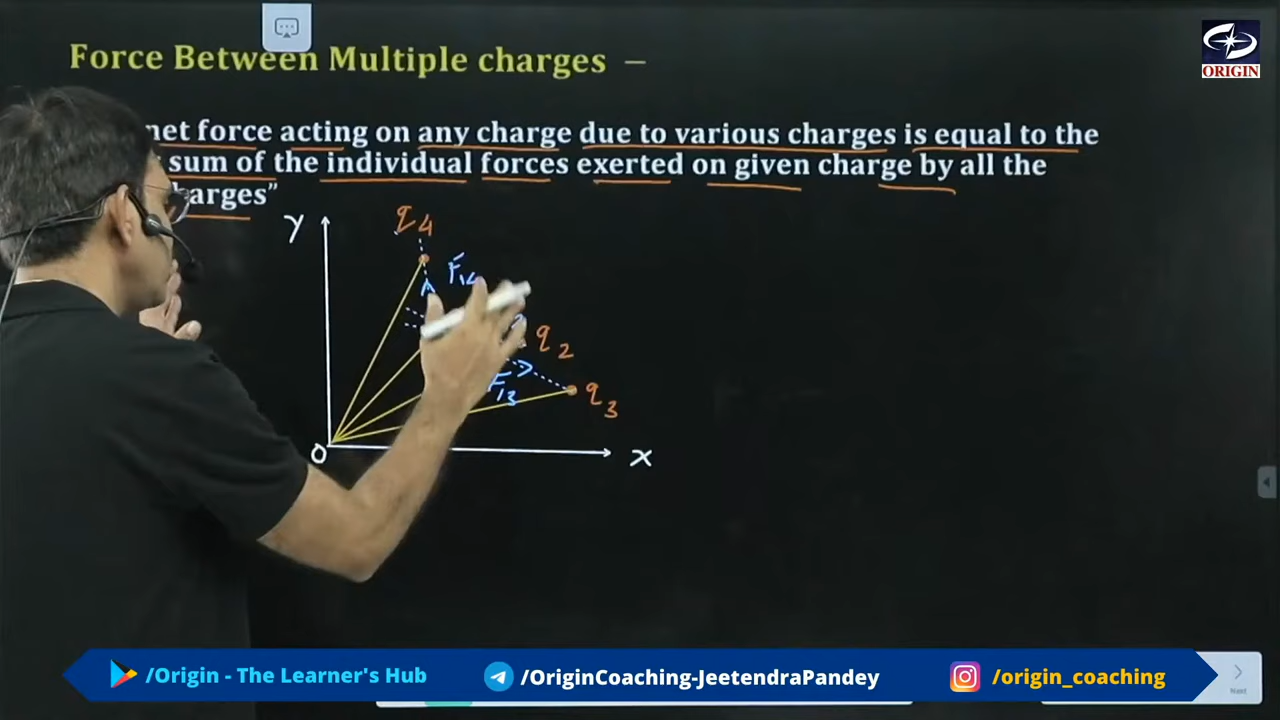 Force Between Multiple charges –
ORIGIN
net force acting on any charge due to various charges is equal to the
sum of the individual forces exerted on given charge by all the
charges"
Y
q4
q2
F13
q3
O
X
/Origin - The Learner's Hub
/OriginCoaching-JeetendraPandey
/origin_coaching
Next